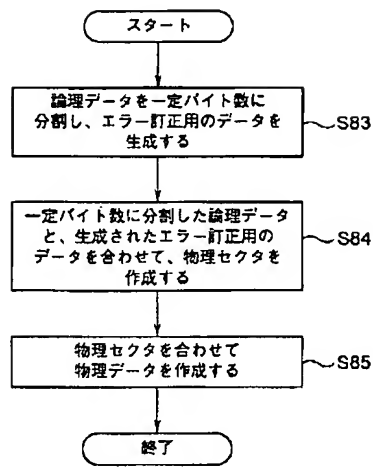 スタート
論理データを一定バイト数に
分割し、エラー訂正用のデータを
生成する
S83
一定バイト数に分割した論理データ
と、生成されたエラー訂正用の
データを合わせて、物理セクタを
作成する
S84
物理セクタを合わせて
物理データを作成する
S85
終了